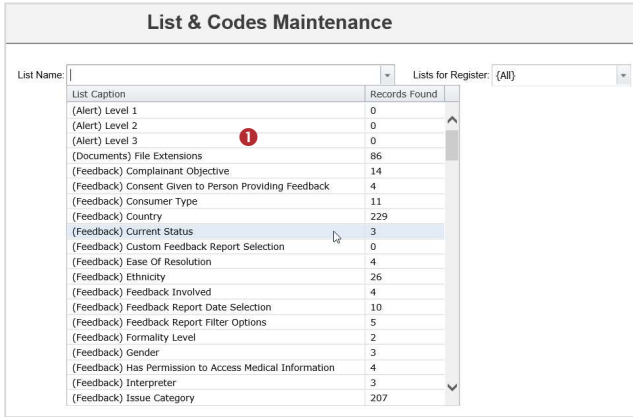 List & Codes Maintenance
List Name: Lists for Register: {All}
List Caption Records Found
(Alert) Level 1 0
(Alert) Level 2 0
(Alert) Level 3 0
1
(Documents) File Extensions 86
(Feedback) Complainant Objective 14
(Feedback) Consent Given to Person Providing Feedback 4
(Feedback) Consumer Type 11
(Feedback) Country 229
(Feedback) Current Status 3
(Feedback) Custom Feedback Report Selection 0
(Feedback) Ease Of Resolution 4
(Feedback) Ethnicity 26
(Feedback) Feedback Involved 4
(Feedback) Feedback Report Date Selection 10
(Feedback) Feedback Report Filter Options 5
(Feedback) Formality Level 2
(Feedback) Gender 3
(Feedback) Has Permission to Access Medical Information 4
(Feedback) Interpreter 3
(Feedback) Issue Category 207